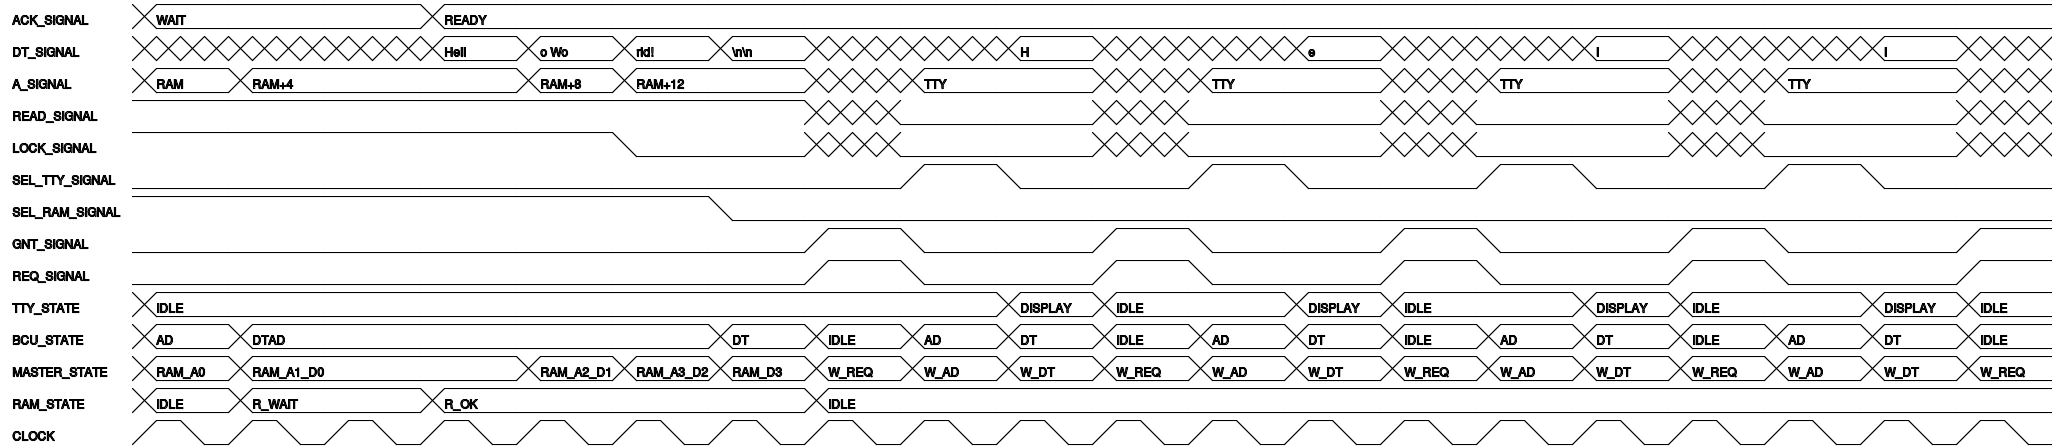 ACK_SIGNAL WAIT READY
DT_SIGNAL Hell o Wo rld! \n\n H e l l
A_SIGNAL RAM RAM+4 RAM+8 RAM+12 TTY TTY TTY TTY
READ_SIGNAL
LOCK_SIGNAL
SEL_TTY_SIGNAL
SEL_RAM_SIGNAL
GNT_SIGNAL
REQ_SIGNAL
TTY_STATE IDLE DISPLAY IDLE DISPLAY IDLE DISPLAY IDLE DISPLAY IDLE
BCU_STATE AD DTAD DT IDLE AD DT IDLE AD DT IDLE AD DT IDLE AD DT IDLE
MASTER_STATE RAM_A0 RAM_A1_D0 RAM_A2_D1 RAM_A3_D2 RAM_D3 W_REQ W_AD W_DT W_REQ W_AD W_DT W_REQ W_AD W_DT W_REQ W_AD W_DT W_REQ
RAM_STATE IDLE R_WAIT R_OK IDLE
CLOCK